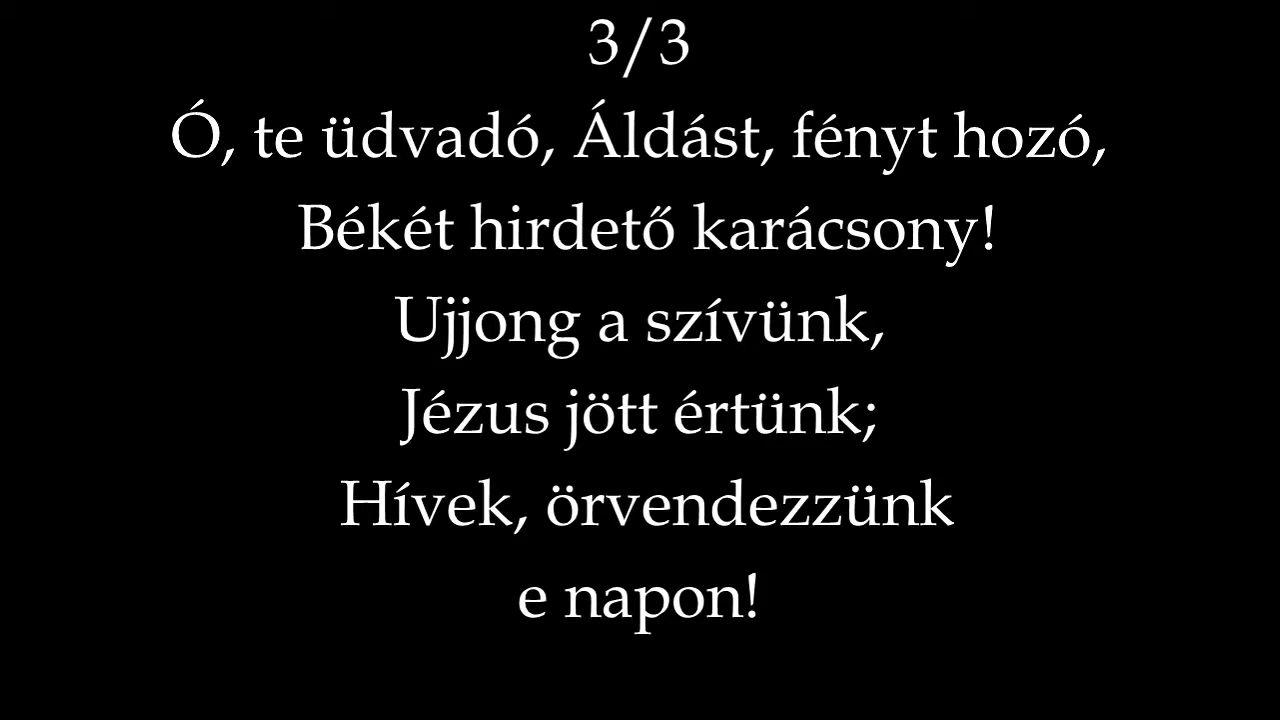 3/3
Ó, te üdvadó, Áldást, fényt hozó,
Békét hirdető karácsony!
Ujjong a szívünk,
Jézus jött értünk;
Hívek, örvendezzünk
e napon!